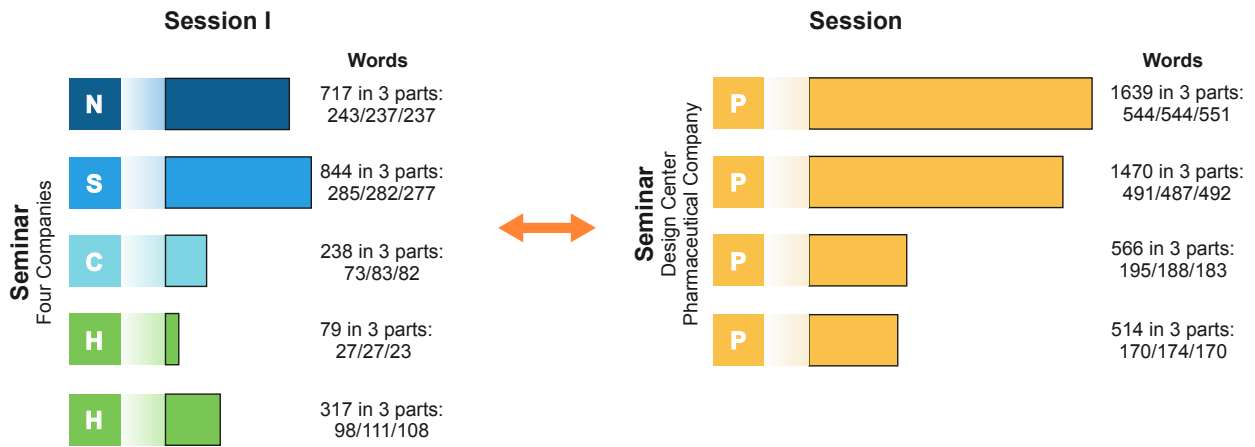 Session I
Words
N
717 in 3 parts:
243/237/237
S
844 in 3 parts:
285/282/277
C
238 in 3 parts:
73/83/82
H
79 in 3 parts:
27/27/23
H
317 in 3 parts:
98/111/108
Seminar
Four Companies
Session
Words
P
1639 in 3 parts:
544/544/551
P
1470 in 3 parts:
491/487/492
P
566 in 3 parts:
195/188/183
P
514 in 3 parts:
170/174/170
Seminar
Design Center
Pharmaceutical Company